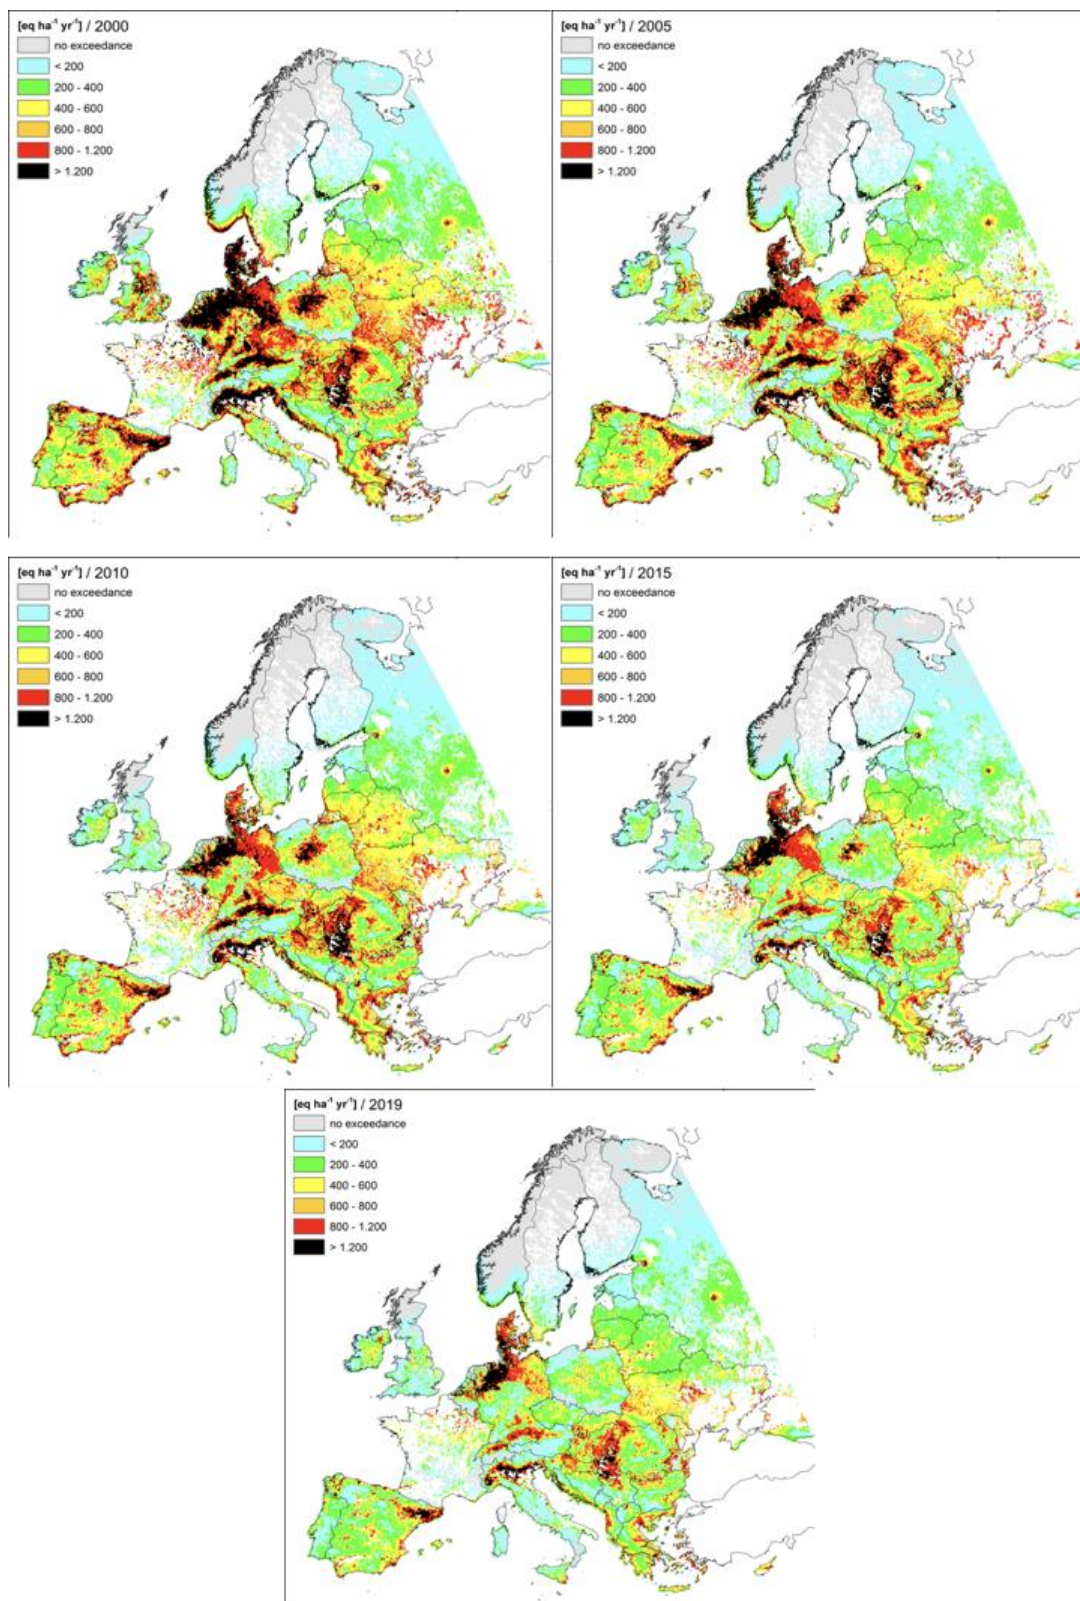 [eq ha⁻¹ yr⁻¹] / 2000
no exceedance
< 200
200 - 400
400 - 600
600 - 800
800 - 1.200
> 1.200
[eq ha⁻¹ yr⁻¹] / 2005
no exceedance
< 200
200 - 400
400 - 600
600 - 800
800 - 1.200
> 1.200
[eq ha⁻¹ yr⁻¹] / 2010
no exceedance
< 200
200 - 400
400 - 600
600 - 800
800 - 1.200
> 1.200
[eq ha⁻¹ yr⁻¹] / 2015
no exceedance
< 200
200 - 400
400 - 600
600 - 800
800 - 1.200
> 1.200
[eq ha⁻¹ yr⁻¹] / 2019
no exceedance
< 200
200 - 400
400 - 600
600 - 800
800 - 1.200
> 1.200